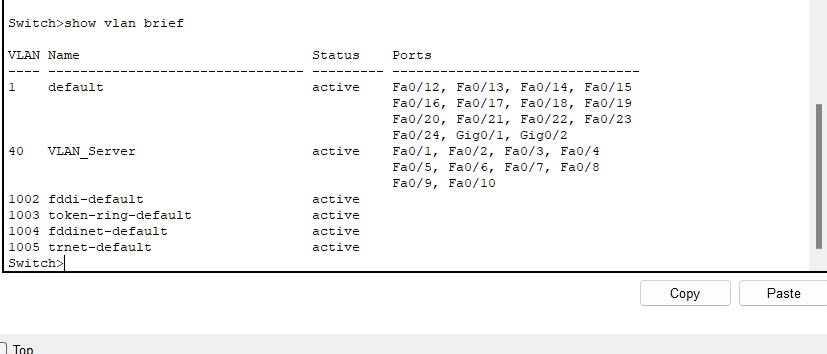 Switch>show vlan brief
VLAN Name Status Ports
---- -------------------------------- --------- -------------------------------
1 default active Fa0/12, Fa0/13, Fa0/14, Fa0/15
Fa0/16, Fa0/17, Fa0/18, Fa0/19
Fa0/20, Fa0/21, Fa0/22, Fa0/23
Fa0/24, Gig0/1, Gig0/2
40 VLAN_Server active Fa0/1, Fa0/2, Fa0/3, Fa0/4
Fa0/5, Fa0/6, Fa0/7, Fa0/8
Fa0/9, Fa0/10
1002 fddi-default active
1003 token-ring-default active
1004 fddinet-default active
1005 trnet-default active
Switch>
Copy Paste
Top